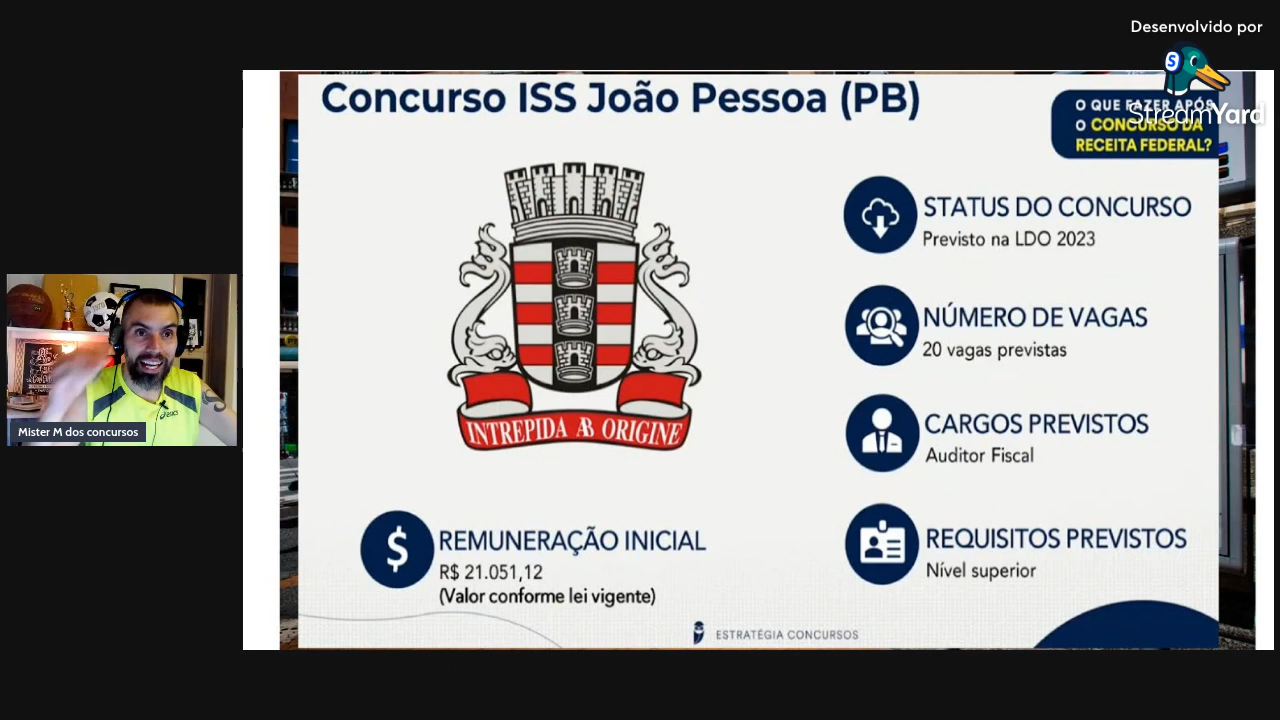 Desenvolvido por
StreamYard
Concurso ISS João Pessoa (PB)
O QUE FAZER APÓS
O CONCURSO DA
RECEITA FEDERAL?
STATUS DO CONCURSO
Previsto na LDO 2023
NÚMERO DE VAGAS
20 vagas previstas
CARGOS PREVISTOS
Auditor Fiscal
REQUISITOS PREVISTOS
Nível superior
INTREPIDA AB ORIGINE
REMUNERAÇÃO INICIAL
R$ 21.051,12
(Valor conforme lei vigente)
ESTRATÉGIA CONCURSOS
Mister M dos concursos
asics